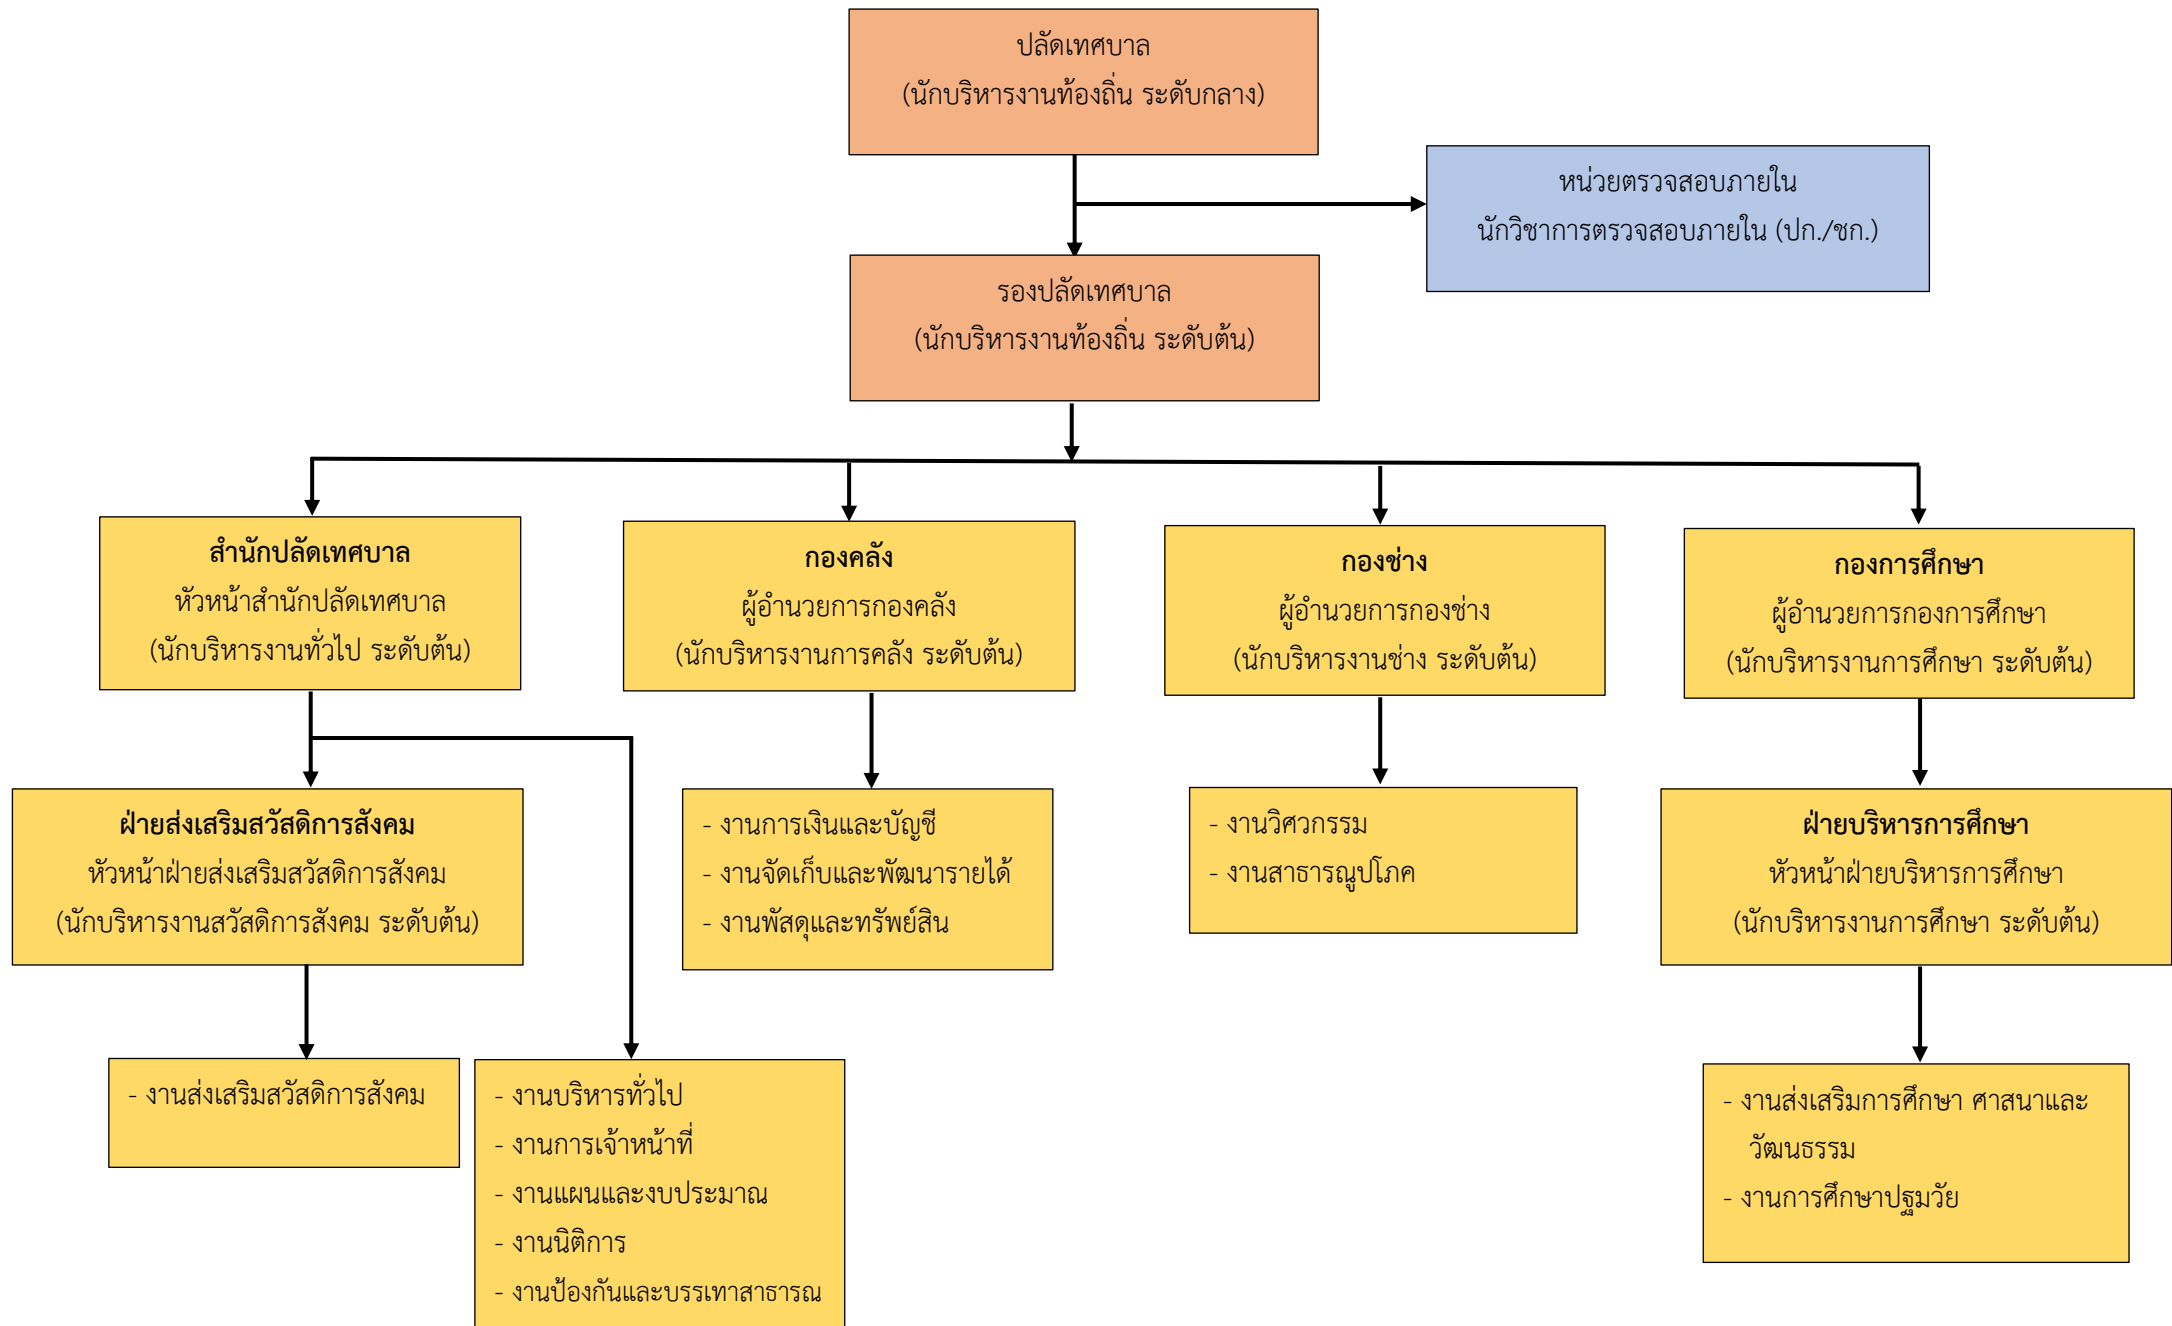 ปลัดเทศบาล
(นักบริหารงานท้องถิ่น ระดับกลาง)
หน่วยตรวจสอบภายใน
นักวิชาการตรวจสอบภายใน (ปก./ชก.)
รองปลัดเทศบาล
(นักบริหารงานท้องถิ่น ระดับต้น)
สำนักปลัดเทศบาล
หัวหน้าสำนักปลัดเทศบาล
(นักบริหารงานทั่วไป ระดับต้น)
กองคลัง
ผู้อำนวยการกองคลัง
(นักบริหารงานการคลัง ระดับต้น)
กองช่าง
ผู้อำนวยการกองช่าง
(นักบริหารงานช่าง ระดับต้น)
กองการศึกษา
ผู้อำนวยการกองการศึกษา
(นักบริหารงานการศึกษา ระดับต้น)
ฝ่ายส่งเสริมสวัสดิการสังคม
หัวหน้าฝ่ายส่งเสริมสวัสดิการสังคม
(นักบริหารงานสวัสดิการสังคม ระดับต้น)
- งานการเงินและบัญชี
- งานจัดเก็บและพัฒนารายได้
- งานพัสดุและทรัพย์สิน
- งานวิศวกรรม
- งานสาธารณูปโภค
ฝ่ายบริหารการศึกษา
หัวหน้าฝ่ายบริหารการศึกษา
(นักบริหารงานการศึกษา ระดับต้น)
- งานส่งเสริมสวัสดิการสังคม
- งานบริหารทั่วไป
- งานการเจ้าหน้าที่
- งานแผนและงบประมาณ
- งานนิติการ
- งานป้องกันและบรรเทาสาธารณ
- งานส่งเสริมการศึกษา ศาสนาและ
วัฒนธรรม
- งานการศึกษาปฐมวัย